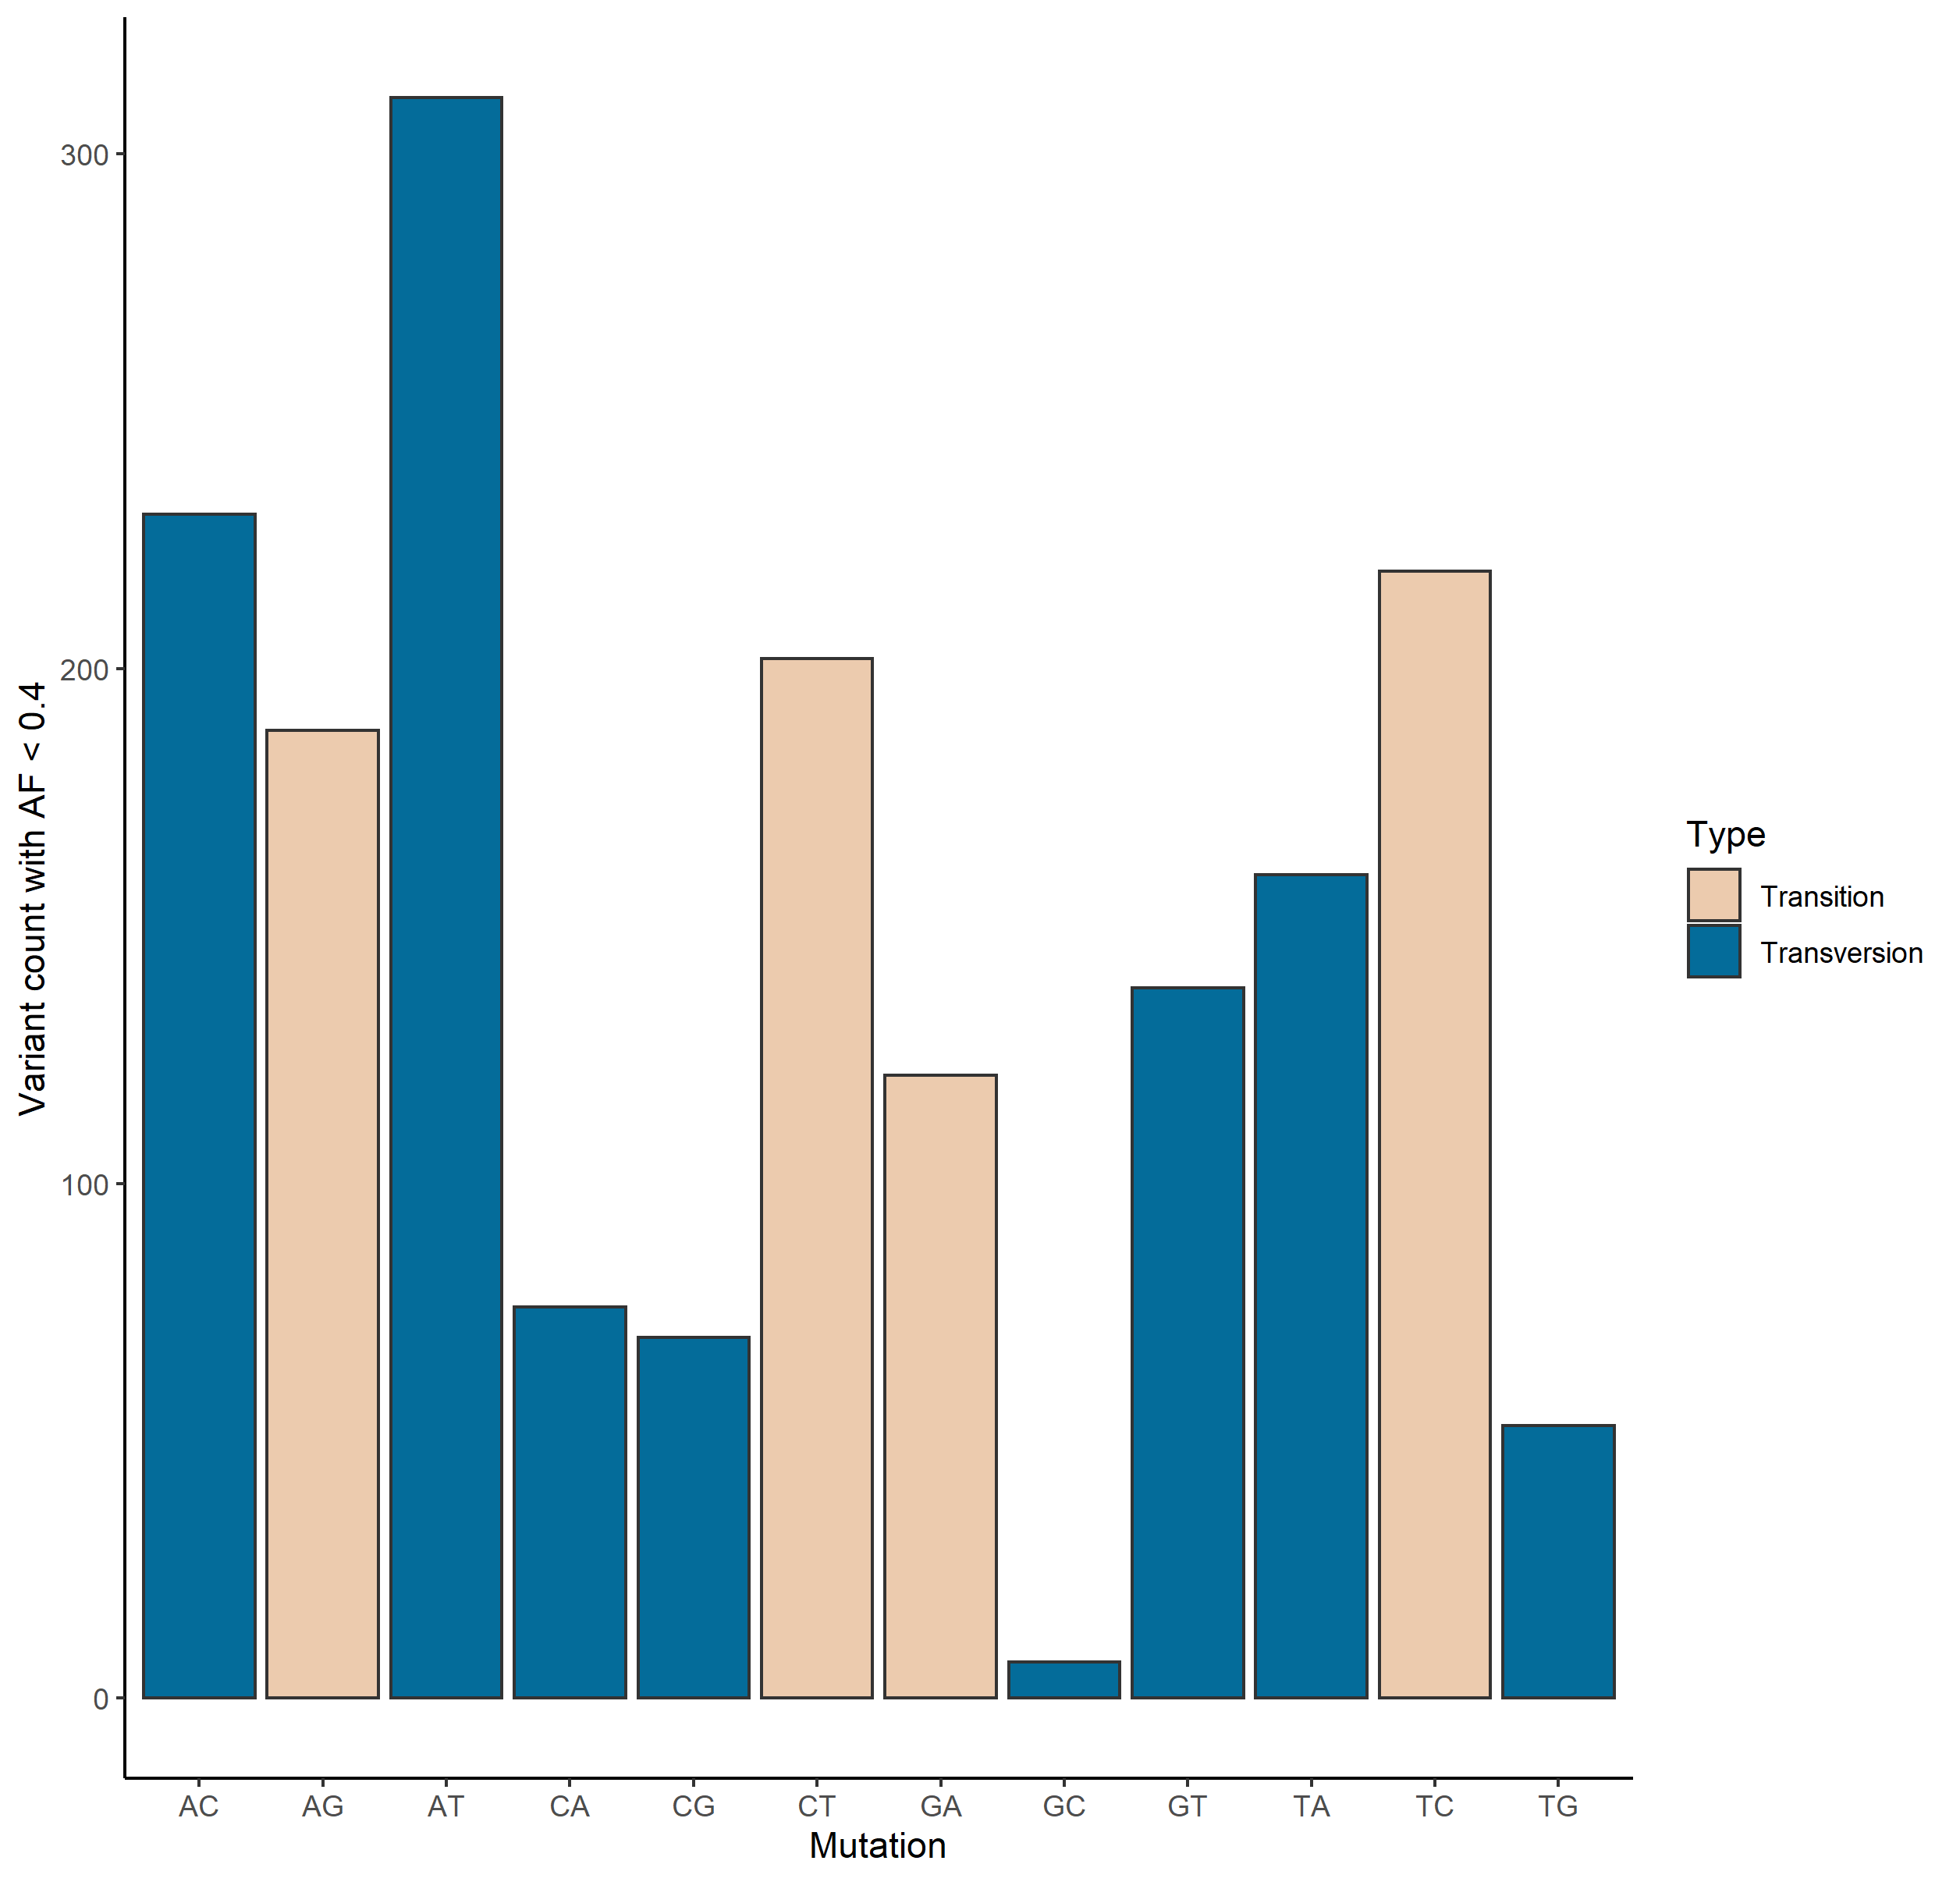 Variant count with AF < 0.4
300
200
100
0
AC AG AT CA CG CT GA GC GT TA TC TG
Mutation
Type
Transition
Transversion